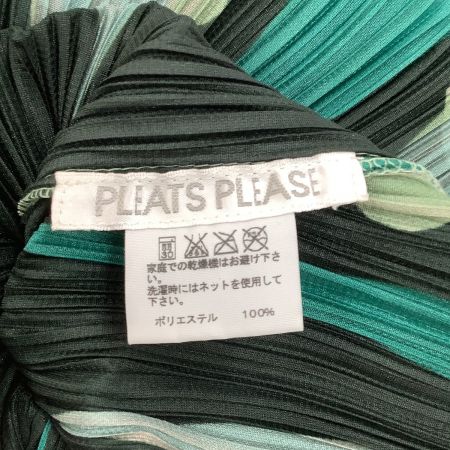 PLEATS PLEASE
家庭での乾燥機はお避け下さ
い。
洗濯時にはネットを使用して
下さい。
ポリエステル 100%